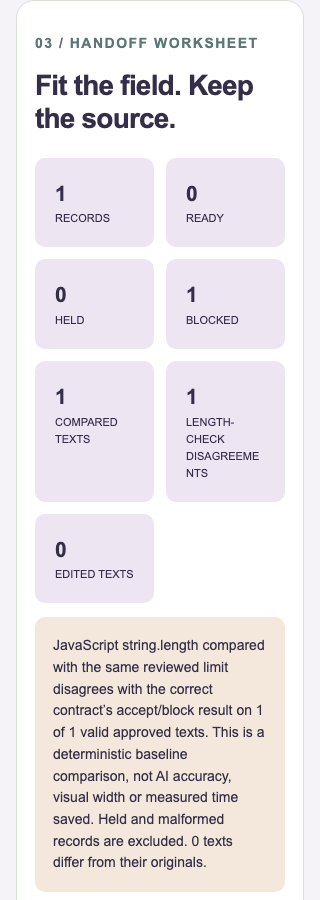 03 / HANDOFF WORKSHEET
Fit the field. Keep
the source.
1
RECORDS
0
READY
0
HELD
1
BLOCKED
1
COMPARED
TEXTS
1
LENGTH-
CHECK
DISAGREEME
NTS
0
EDITED TEXTS
JavaScript string.length compared
with the same reviewed limit
disagrees with the correct
contract’s accept/block result on 1
of 1 valid approved texts. This is a
deterministic baseline
comparison, not AI accuracy,
visual width or measured time
saved. Held and malformed
records are excluded. 0 texts
differ from their originals.